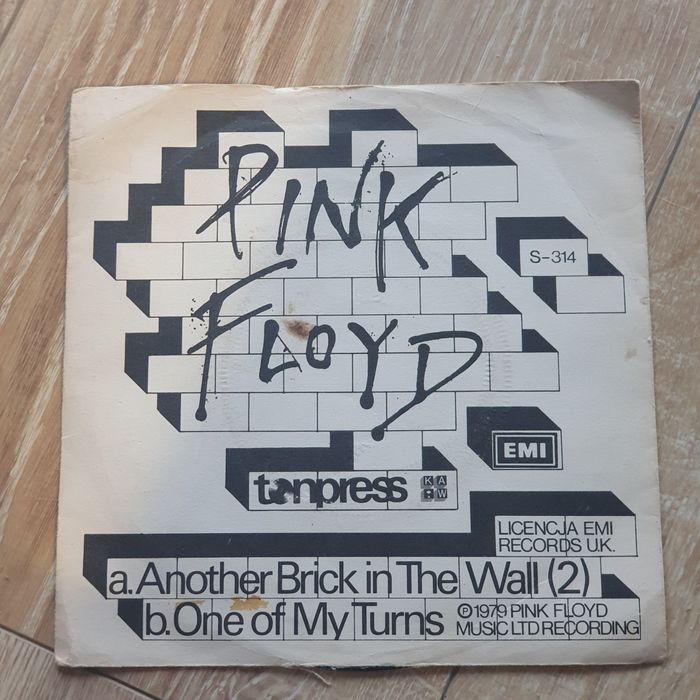 PINK
FLOYD
S-314
EMI
tonpress KAW
LICENCJA EMI
RECORDS U.K.
a. Another Brick in The Wall (2)
b. One of My Turns
℗ 1979 PINK FLOYD
MUSIC LTD RECORDING